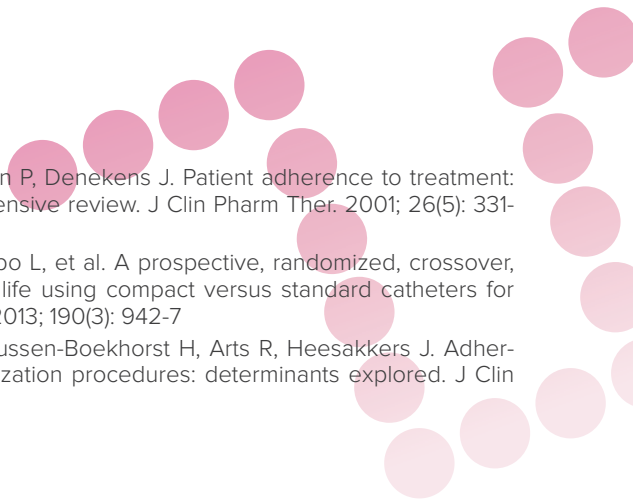 n P, Denekens J. Patient adherence to treatment:
ensive review. J Clin Pharm Ther. 2001; 26(5): 331-
oo L, et al. A prospective, randomized, crossover,
life using compact versus standard catheters for
2013; 190(3): 942-7
ussen-Boekhorst H, Arts R, Heesakkers J. Adher-
zation procedures: determinants explored. J Clin